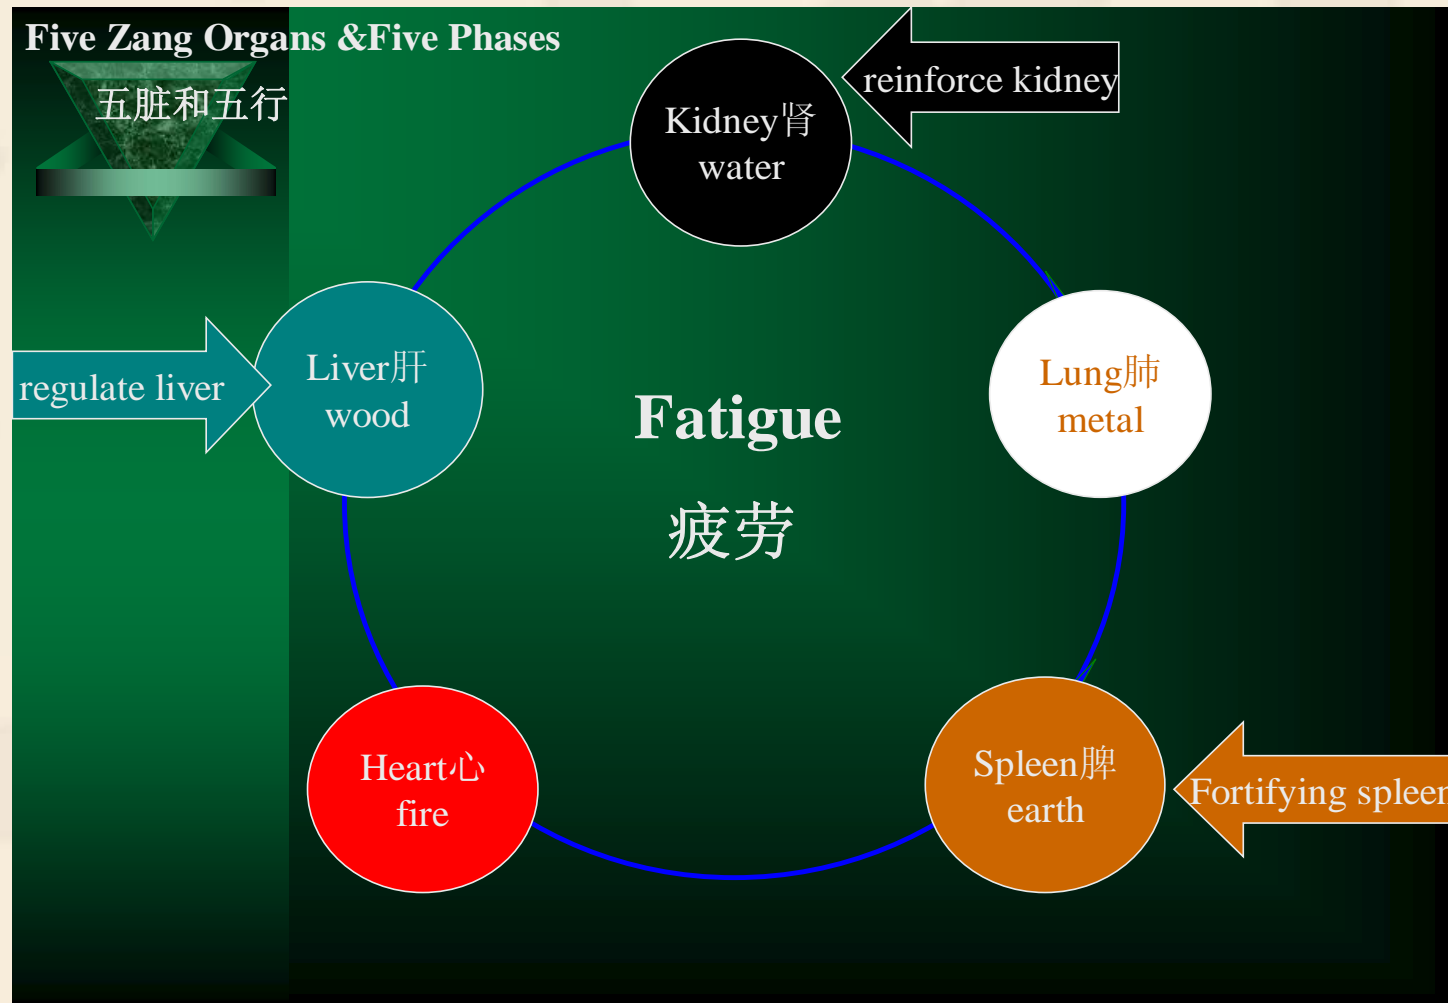 Five Zang Organs &Five Phases
五脏和五行
reinforce kidney
Kidney肾
water
Liver肝
wood
regulate liver
Lung肺
metal
Fatigue
疲劳
Heart心
fire
Spleen脾
earth
Fortifying spleen